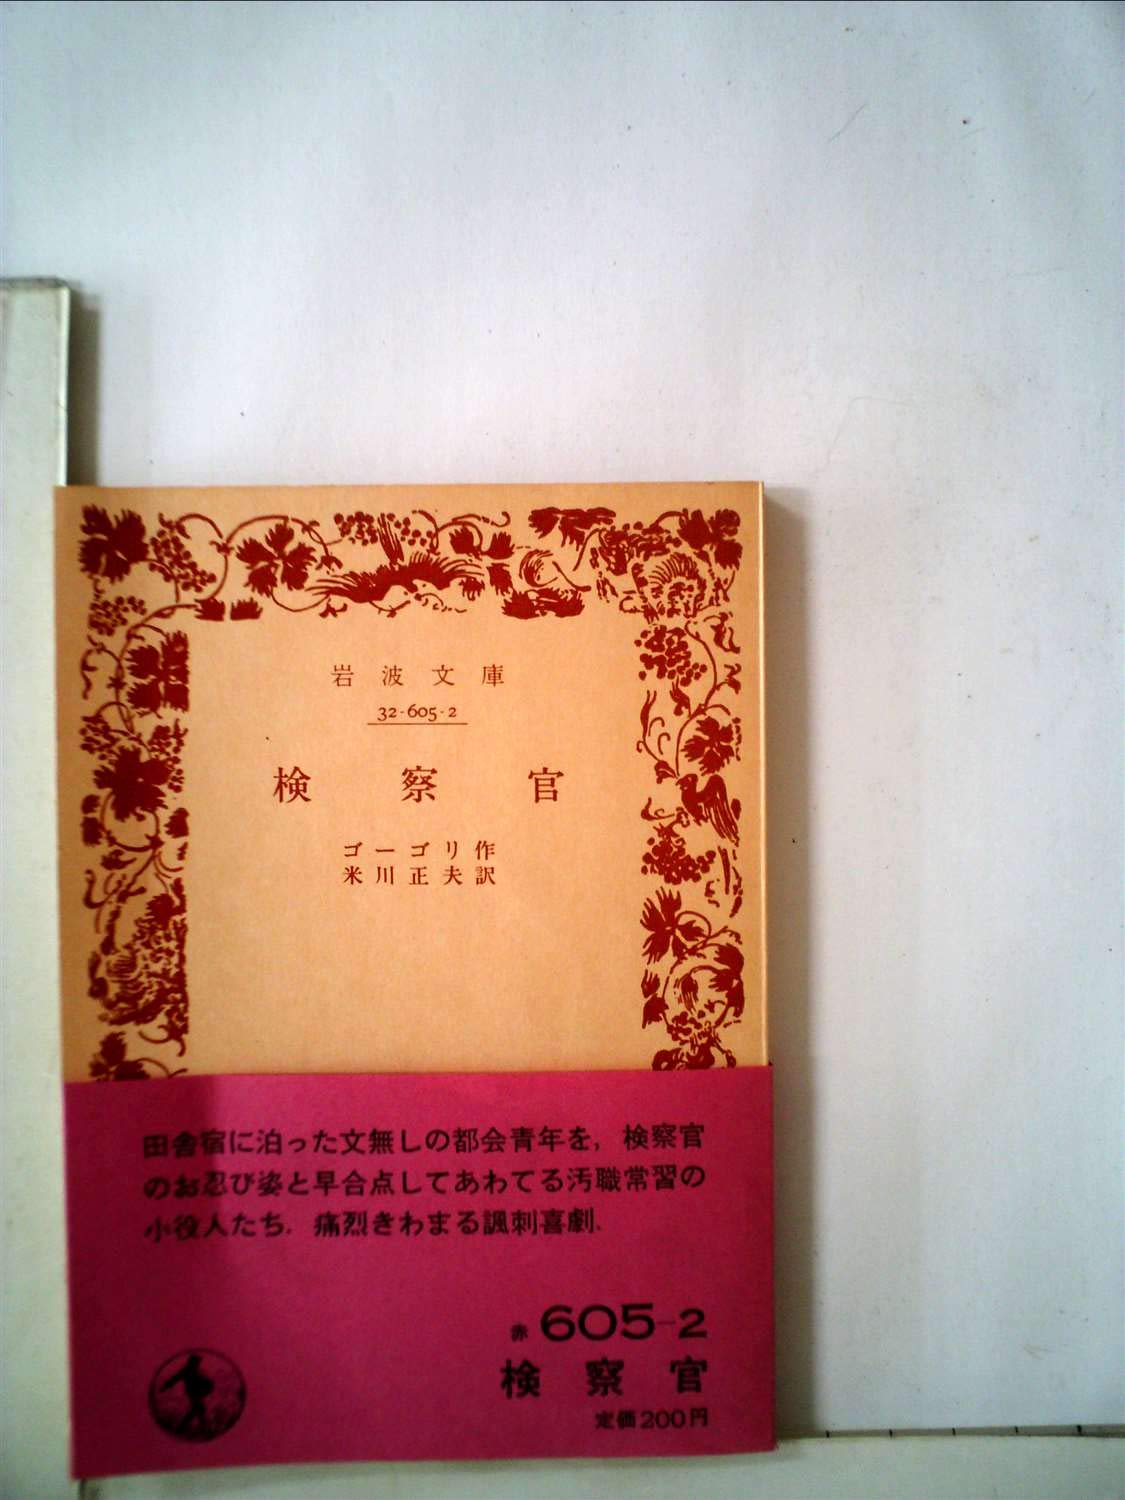 岩波文庫
32-605-2
検察官
ゴーゴリ作
米川正夫訳
田舎宿に泊った文無しの都会青年を，検察官
のお忍び姿と早合点してあわてる汚職常習の
小役人たち．痛烈きわまる諷刺喜劇．
赤 605-2
検察官
定価200円